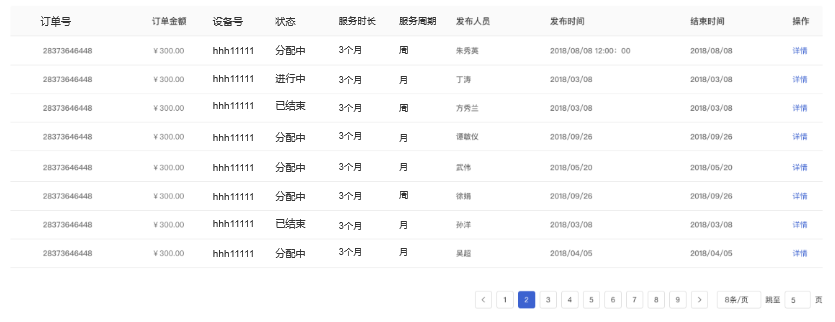 订单号 订单金额 设备号 状态 服务时长 服务周期 发布人员 发布时间 结束时间 操作
28373646448 ¥ 300.00 hhh11111 分配中 3个月 周 朱秀英 2018/08/08 12:00：00 2018/08/08 详情
28373646448 ¥ 300.00 hhh11111 进行中 3个月 月 丁涛 2018/03/08 2018/03/08 详情
28373646448 ¥ 300.00 hhh11111 已结束 3个月 周 方秀兰 2018/03/08 2018/03/08 详情
28373646448 ¥ 300.00 hhh11111 分配中 3个月 月 谭敏仪 2018/09/26 2018/09/26 详情
28373646448 ¥ 300.00 hhh11111 分配中 3个月 月 武伟 2018/05/20 2018/05/20 详情
28373646448 ¥ 300.00 hhh11111 分配中 3个月 周 徐娟 2018/09/26 2018/09/26 详情
28373646448 ¥ 300.00 hhh11111 已结束 3个月 月 孙洋 2018/03/08 2018/03/08 详情
28373646448 ¥ 300.00 hhh11111 分配中 3个月 月 吴超 2018/04/05 2018/04/05 详情
< 1 2 3 4 5 6 7 8 9 > 8条/页 跳至 5 页